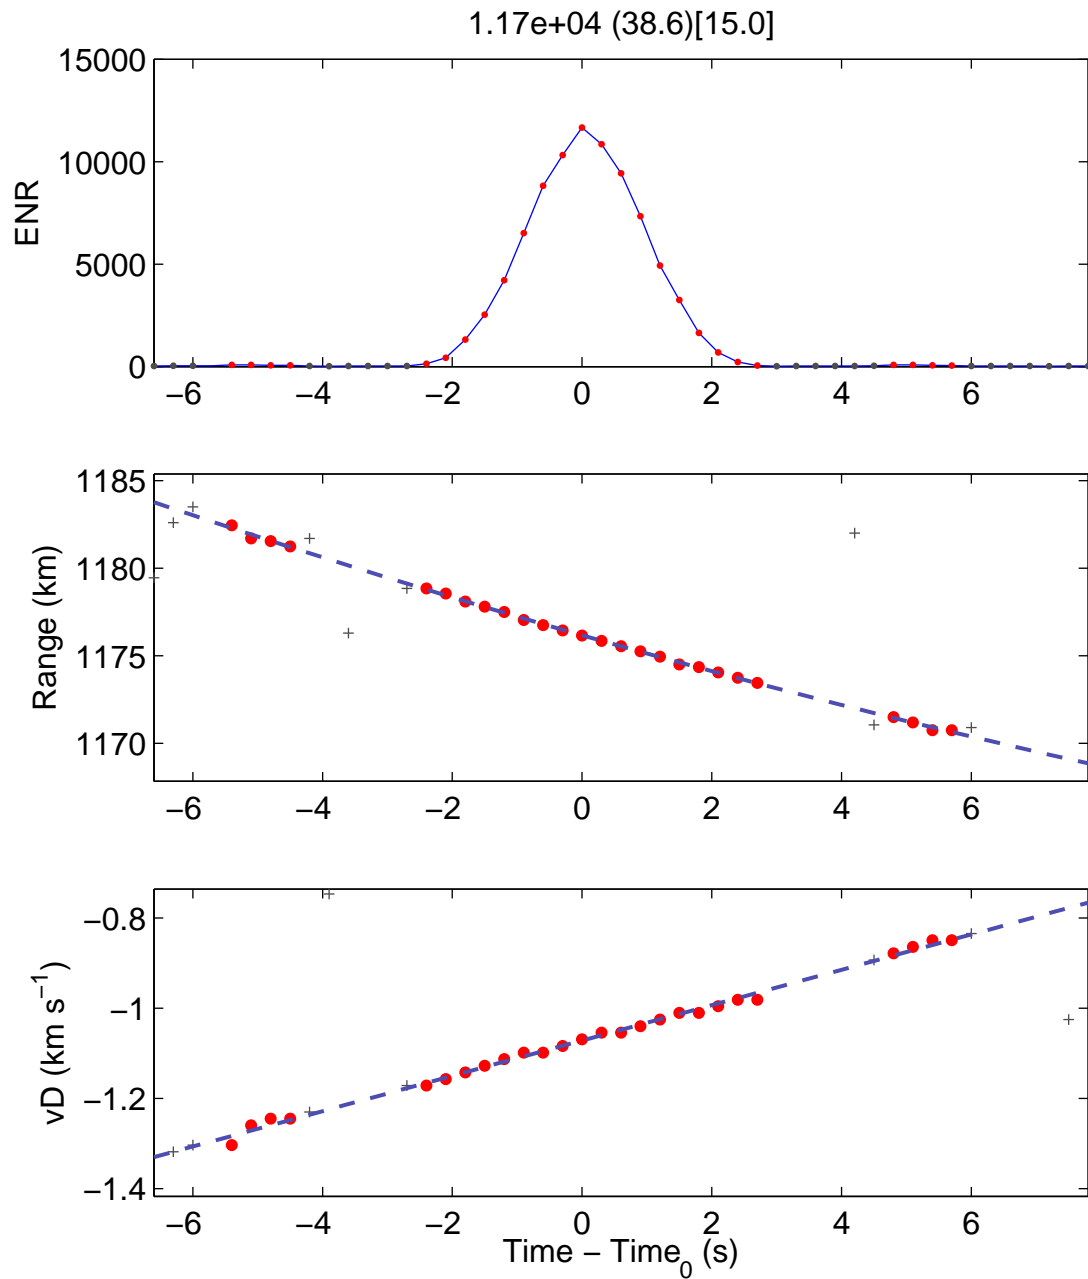 1.17e+04 (38.6)[15.0]
15000
10000
5000
0
ENR
−6 −4 −2 0 2 4 6
1185
1180
1175
1170
Range (km)
−6 −4 −2 0 2 4 6
−0.8
−1
−1.2
−1.4
vD (km s−1)
−6 −4 −2 0 2 4 6
Time − Time0 (s)